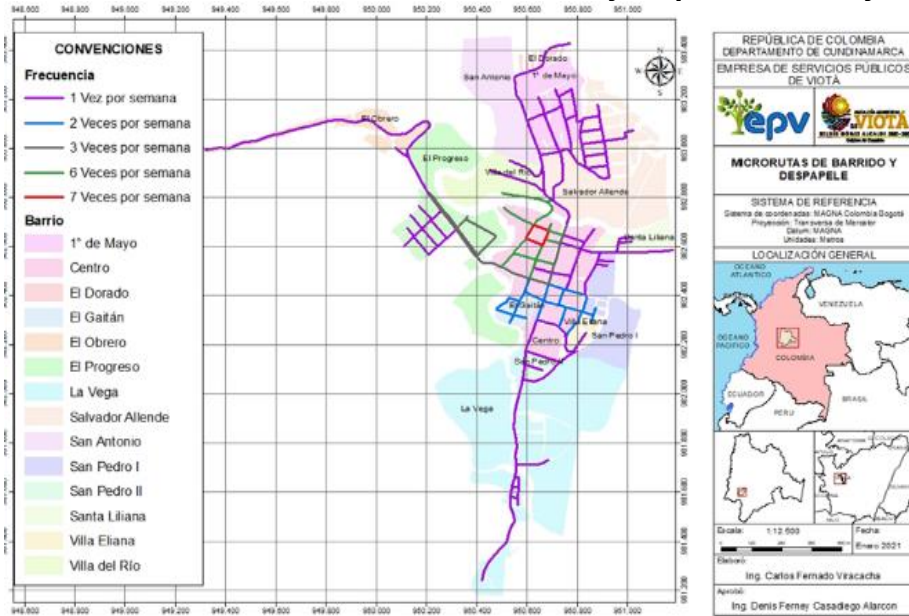 948.600 949.000 949.200 949.400 949.600 949.800 950.000 950.200 950.400 950.600 950.800 951.000
CONVENCIONES
Frecuencia
1 Vez por semana
2 Veces por semana
3 Veces por semana
6 Veces por semana
7 Veces por semana
Barrio
1° de Mayo
Centro
El Dorado
El Gaitán
El Obrero
El Progreso
La Vega
Salvador Allende
San Antonio
San Pedro I
San Pedro II
Santa Liliana
Villa Eliana
Villa del Río
El Dorado
San Antonio
1° de Mayo
El Obrero
El Progreso
Villa del Río
Salvador Allende
El Gaitán
Villa Eliana
San Pedro I
Centro
La Vega
N
W
E
S
REPÚBLICA DE COLOMBIA
DEPARTAMENTO DE CUNDINAMARCA
EMPRESA DE SERVICIOS PÚBLICOS
DE VIOTÁ
epv
VIOTÁ
MICRORUTAS DE BARRIDO Y
DESPAPELE
SISTEMA DE REFERENCIA
Sistema de coordenadas: MAGNA Colombia Bogotá
Proyección: Transversa de Mercator
Datum: MAGNA
Unidades: Metros
LOCALIZACIÓN GENERAL
OCEANO
ATLANTICO
VENEZUELA
OCEANO
PACIFICO
COLOMBIA
ECUADOR
PERU
BRASIL
Escala: 1:12.500
Fecha:
Enero 2021
Elaboró:
Ing. Carlos Fernado Viracacha
Aprobó:
Ing. Denis Ferney Casadiego Alarcon